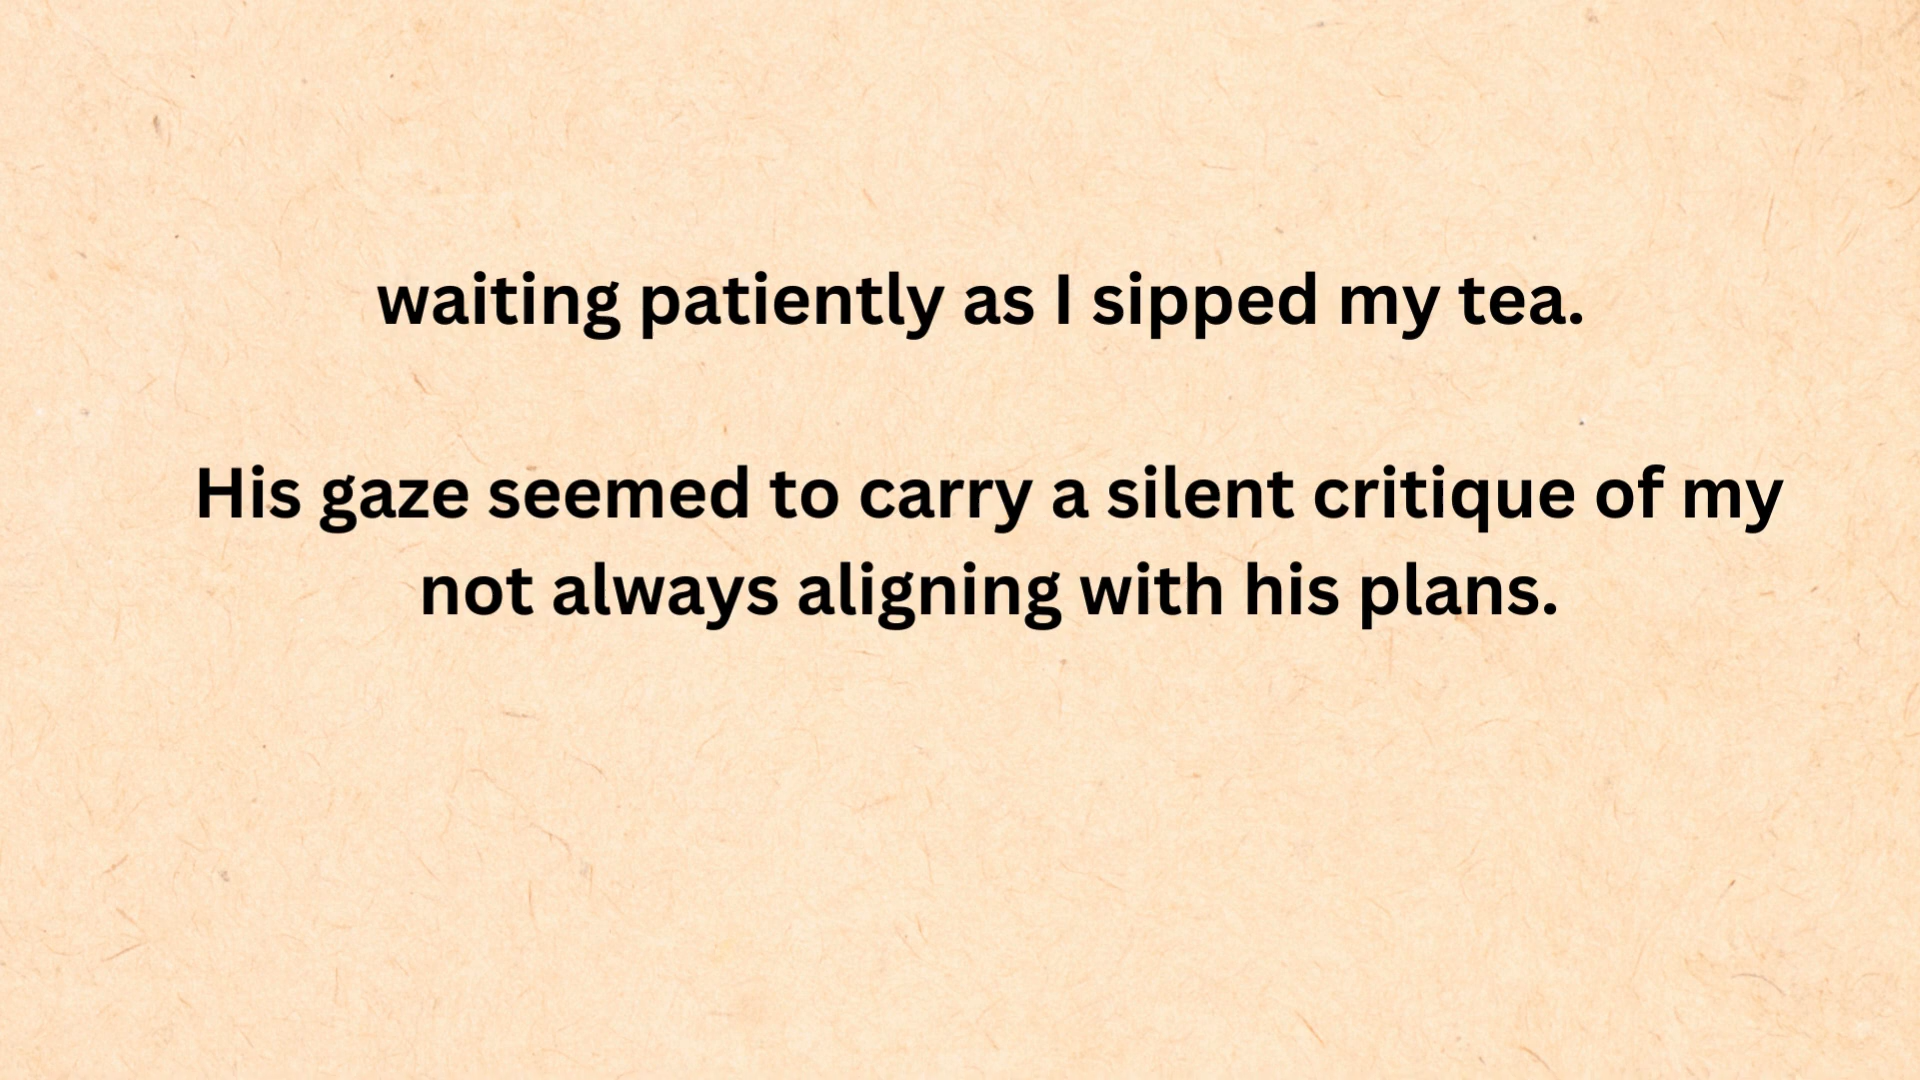 waiting patiently as I sipped my tea.
His gaze seemed to carry a silent critique of my
not always aligning with his plans.